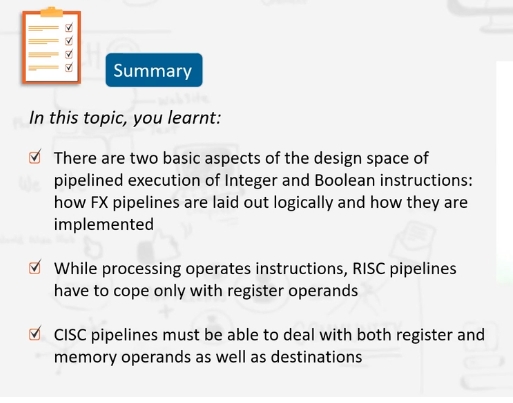 Summary
In this topic, you learnt:
There are two basic aspects of the design space of
pipelined execution of Integer and Boolean instructions:
how FX pipelines are laid out logically and how they are
implemented
While processing operates instructions, RISC pipelines
have to cope only with register operands
CISC pipelines must be able to deal with both register and
memory operands as well as destinations